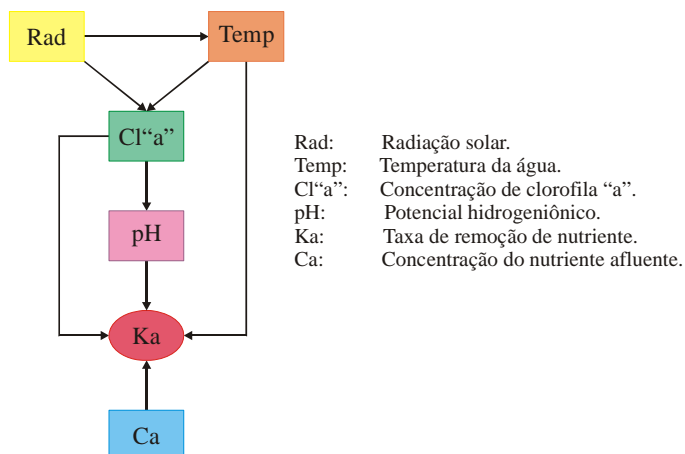 Rad
Temp
Cl“a”
pH
Ka
Ca
Rad: Radiação solar.
Temp: Temperatura da água.
Cl“a”: Concentração de clorofila “a”.
pH: Potencial hidrogeniônico.
Ka: Taxa de remoção de nutriente.
Ca: Concentração do nutriente afluente.